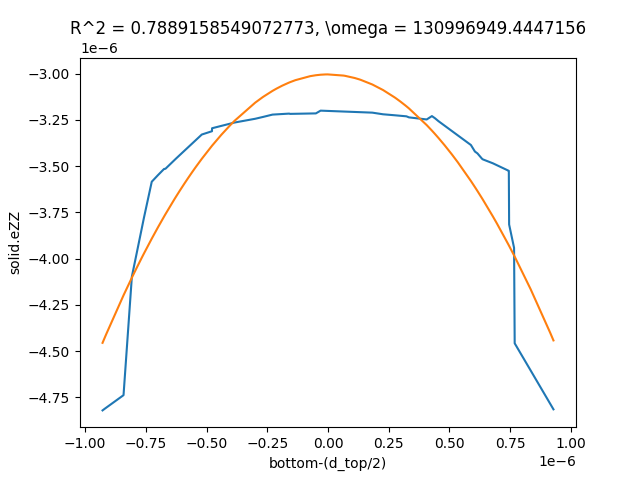 R^2 = 0.7889158549072773, \omega = 130996949.4447156
1e−6
−3.00
−3.25
−3.50
−3.75
−4.00
−4.25
−4.50
−4.75
solid.eZZ
−1.00 −0.75 −0.50 −0.25 0.00 0.25 0.50 0.75 1.00
bottom-(d_top/2)
1e−6